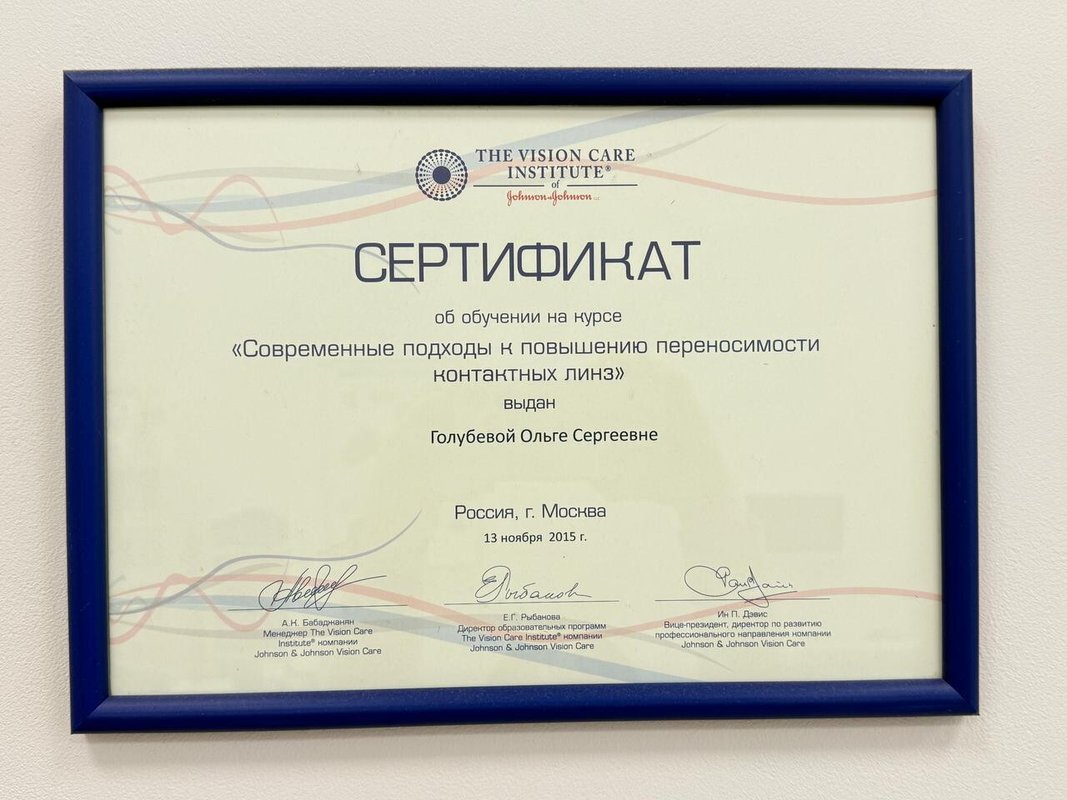 THE VISION CARE
INSTITUTE®
of
Johnson & Johnson LLC
СЕРТИФИКАТ
об обучении на курсе
«Современные подходы к повышению переносимости
контактных линз»
выдан
Голубевой Ольге Сергеевне
Россия, г. Москва
13 ноября 2015 г.
А.К. Бабаджанян
Менеджер The Vision Care
Institute® компании
Johnson & Johnson Vision Care
Е.Г. Рыбакова
Директор образовательных программ
The Vision Care Institute® компании
Johnson & Johnson Vision Care
Ин П. Дэвис
Вице-президент, директор по развитию
профессионального направления компании
Johnson & Johnson Vision Care